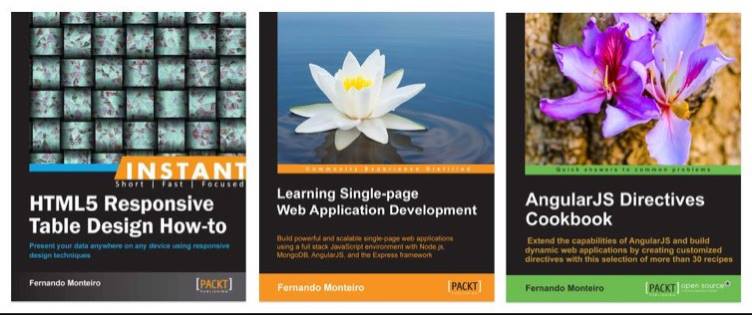 INSTANT
Short | Fast | Focused
HTML5 Responsive
Table Design How-to
Present your data anywhere on any device using responsive
design techniques
Fernando Monteiro
[PACKT]
PUBLISHING
Community Experience Distilled
Learning Single-page
Web Application Development
Build powerful and scalable single-page web applications
using a full stack JavaScript environment with Node.js,
MongoDB, AngularJS, and the Express framework
Fernando Monteiro
[PACKT]
PUBLISHING
Quick answers to common problems
AngularJS Directives
Cookbook
Extend the capabilities of AngularJS and build
dynamic web applications by creating customized
directives with this selection of more than 30 recipes
Fernando Monteiro
[PACKT] open source
PUBLISHING